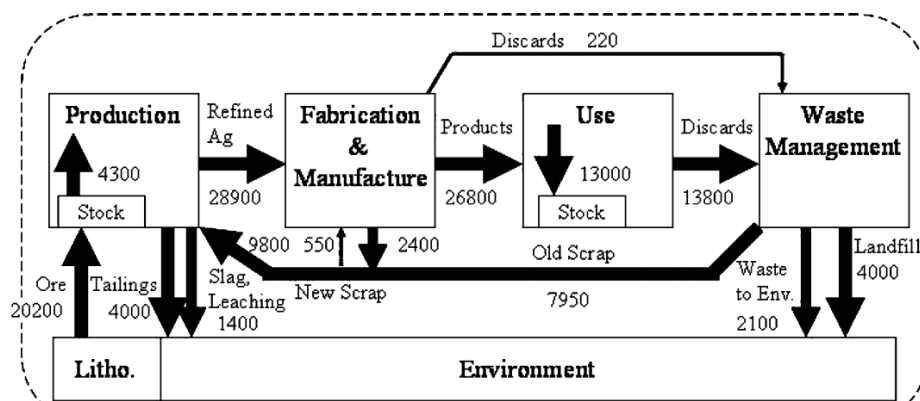 Discards 220
Production
Refined
Ag
28900
Fabrication
&
Manufacture
Products
26800
Use
Discards
13800
Waste
Management
4300
Stock
13000
Stock
9800
550
2400
Old Scrap
New Scrap
7950
Ore
20200
Tailings
4000
Slag,
Leaching
1400
Waste
to Env.
2100
Landfill
4000
Litho.
Environment